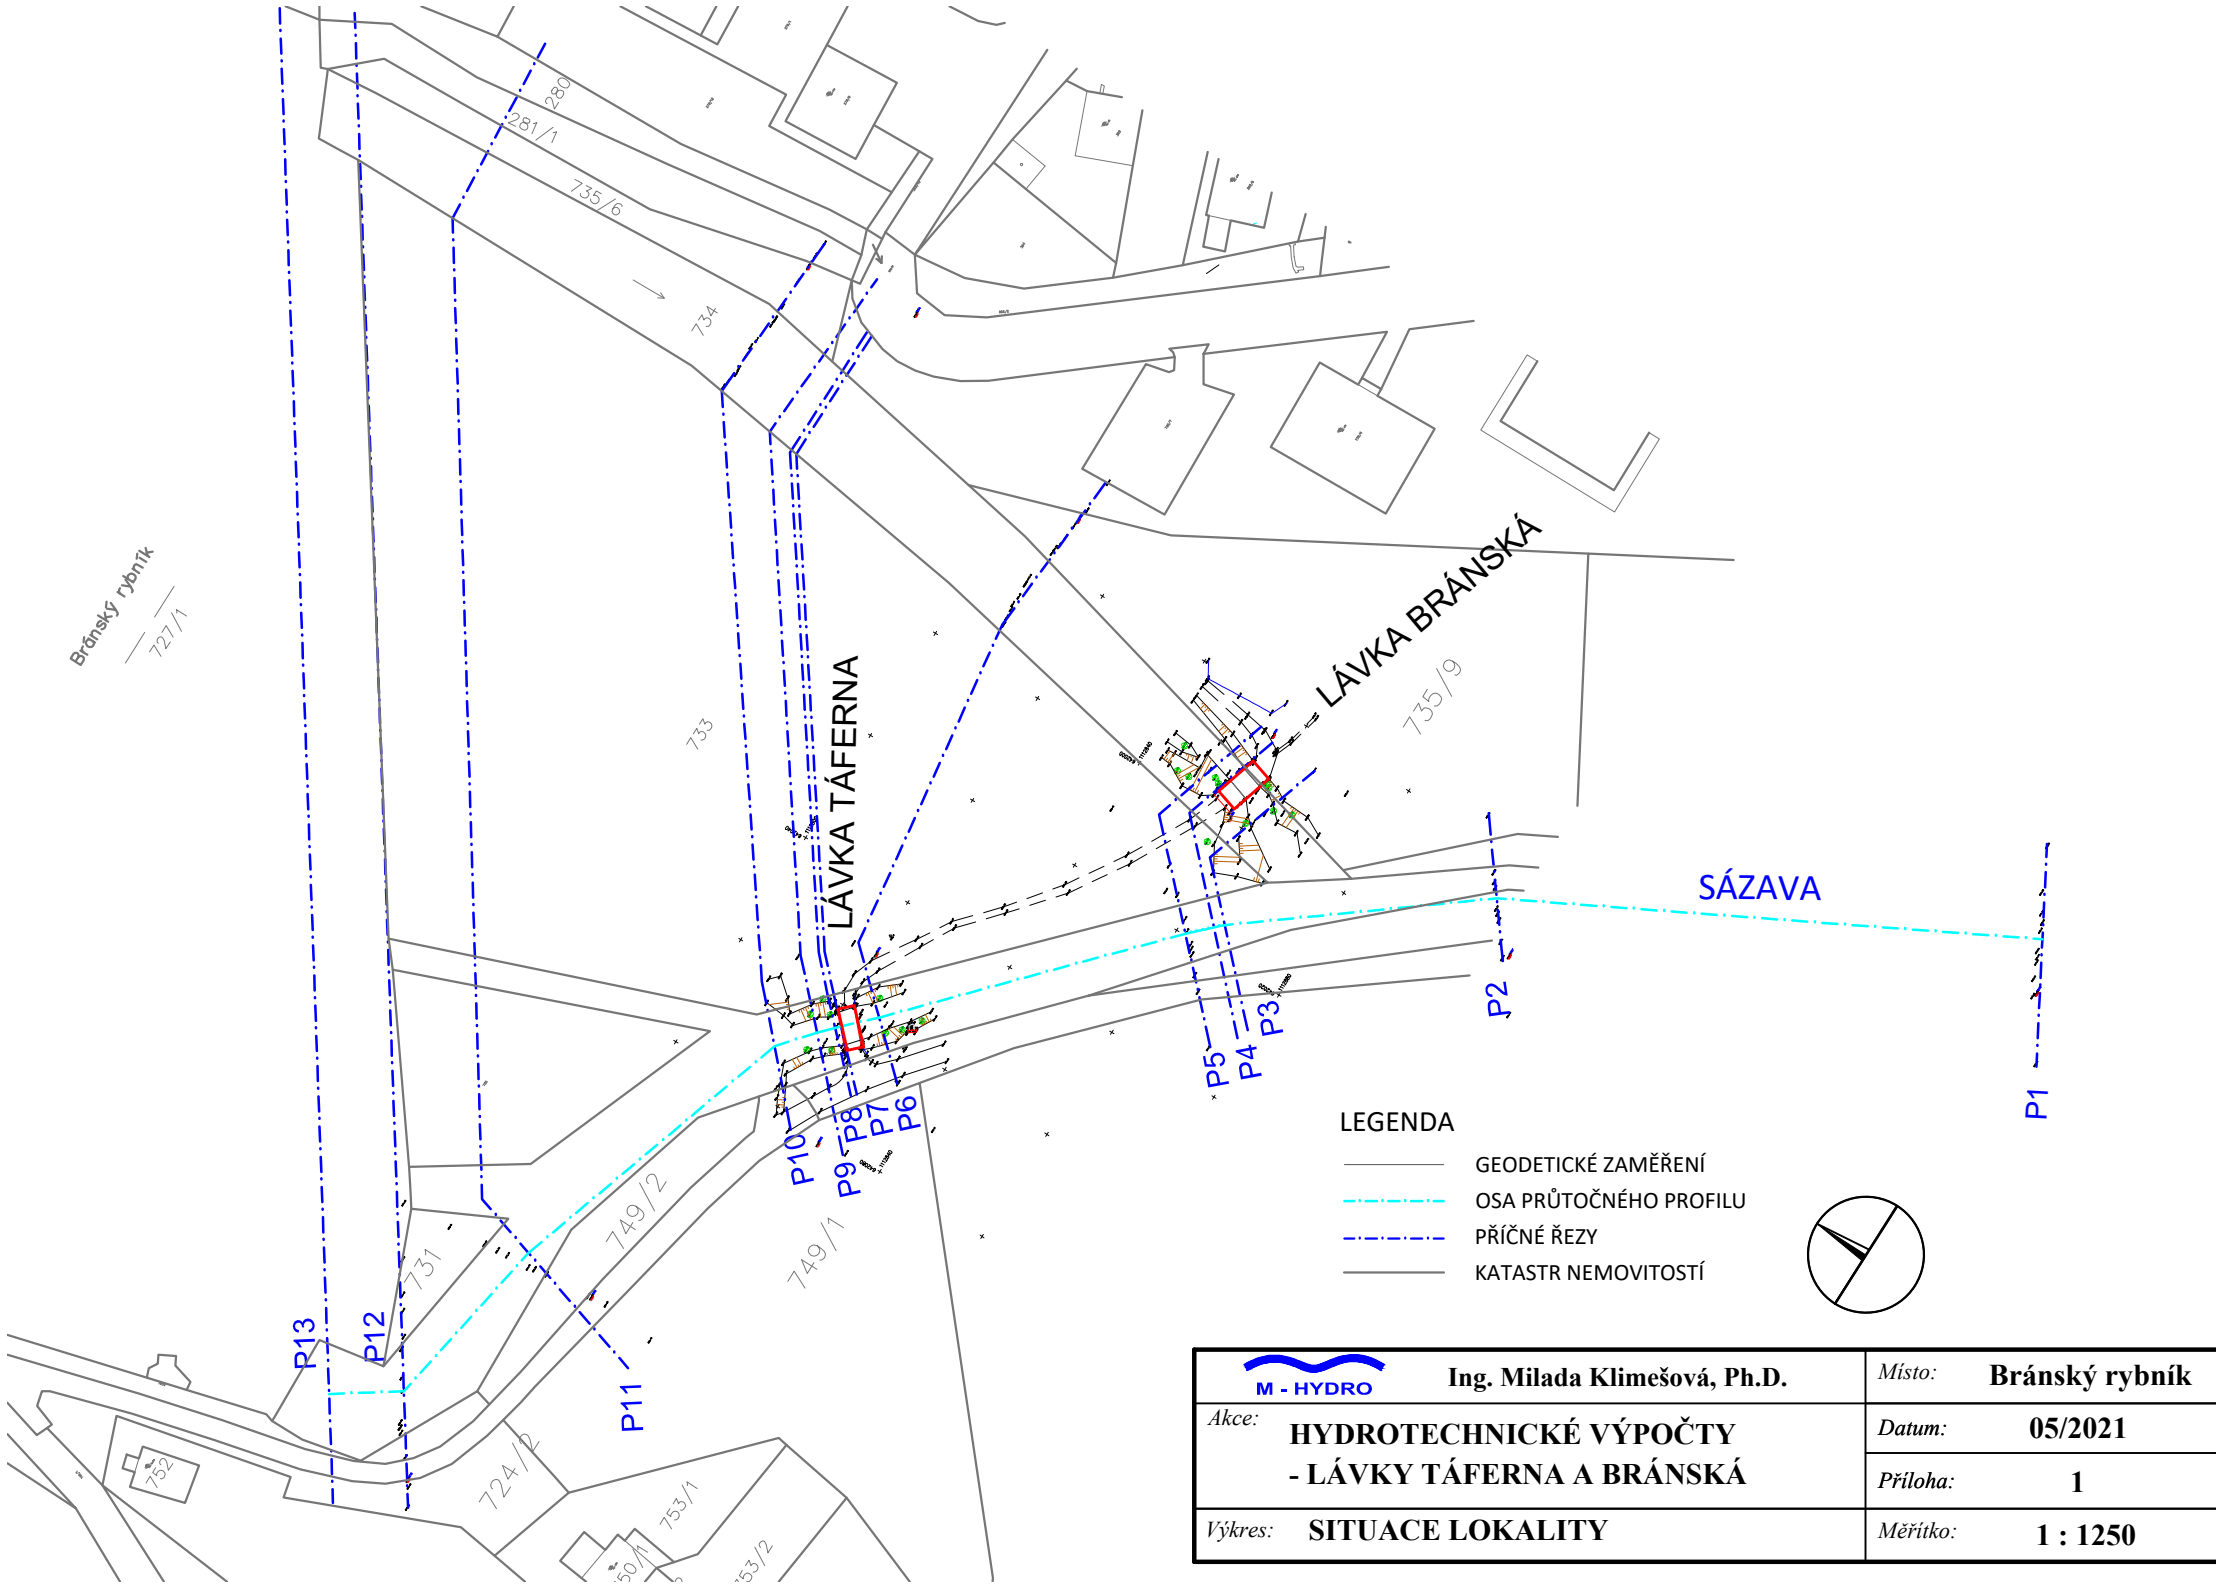 280
281/1
735/6
734
Bránský rybník
727/1
733
LÁVKA TÁFERNA
LÁVKA BRÁNSKÁ
735/9
SÁZAVA
P1
P2
P3
P4
P5
P6
P7
P8
P9
P10
P11
P12
P13
731
749/2
749/1
724/2
752
753/1
LEGENDA
GEODETICKÉ ZAMĚŘENÍ
OSA PRŮTOČNÉHO PROFILU
PŘÍČNÉ ŘEZY
KATASTR NEMOVITOSTÍ
M - HYDRO
Ing. Milada Klimešová, Ph.D.
Místo: Bránský rybník
Akce: HYDROTECHNICKÉ VÝPOČTY
- LÁVKY TÁFERNA A BRÁNSKÁ
Datum: 05/2021
Příloha: 1
Výkres: SITUACE LOKALITY
Měřítko: 1 : 1250